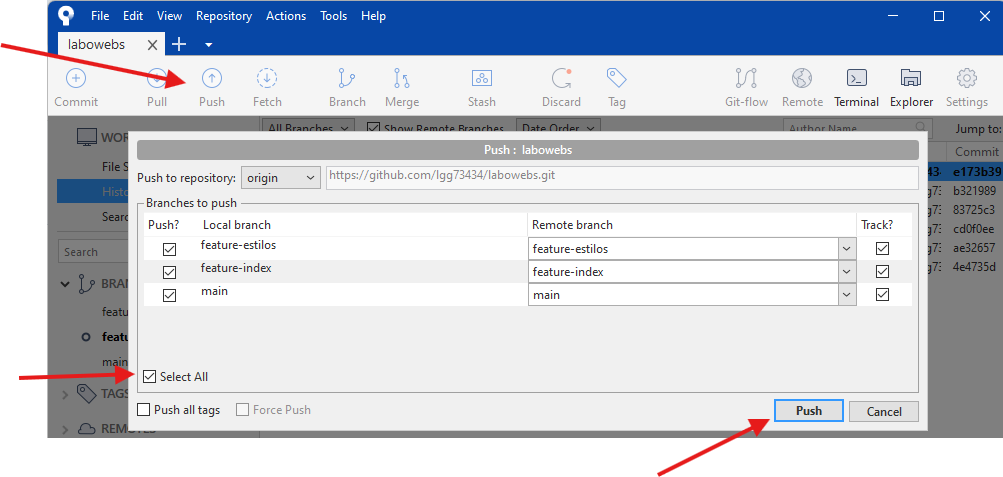 File Edit View Repository Actions Tools Help
labowebs
Commit Pull Push Fetch Branch Merge Stash Discard Tag Git-flow Remote Terminal Explorer Settings
All Branches Show Remote Branches Date Order Author Name Jump to:
Push : labowebs
Commit
Push to repository: origin https://github.com/lgg73434/labowebs.git
e173b39
b321989
83725c3
cd0f0ee
ae32657
4e4735d
Branches to push
Push? Local branch Remote branch Track?
feature-estilos feature-estilos
feature-index feature-index
main main
Select All
Push all tags Force Push Push Cancel
WOR
File S
Histo
Searc
Search
BRAN
featu
featu
main
TAGS
REMOTES